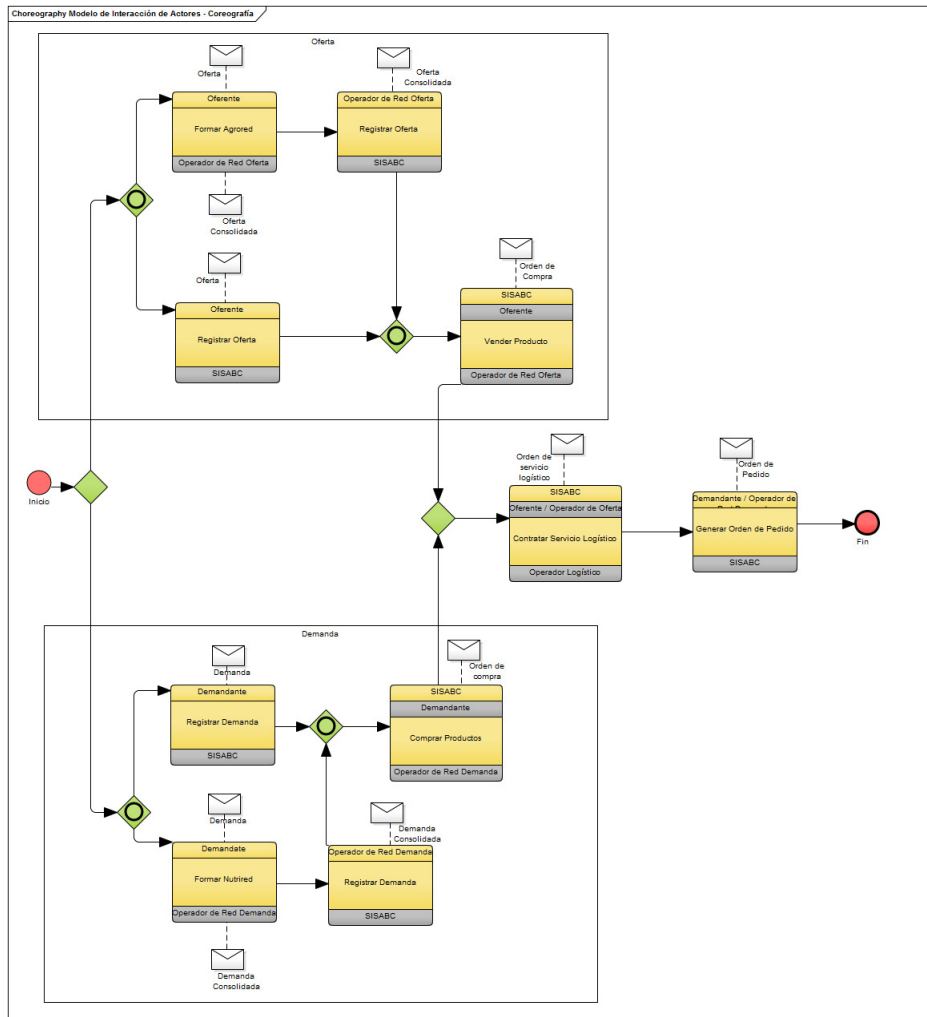 Choreography Modelo de Interacción de Actores - Coreografía
Oferta
Oferta
Oferente
Formar Agrored
Operador de Red Oferta
Oferta
Consolidada
Oferta
Consolidada
Operador de Red Oferta
Registrar Oferta
SISABC
Oferta
Oferente
Registrar Oferta
SISABC
Orden de
Compra
SISABC
Oferente
Vender Producto
Operador de Red Oferta
Inicio
Orden de
servicio
logístico
SISABC
Oferente / Operador de Oferta
Contratar Servicio Logístico
Operador Logístico
Orden de
Pedido
Demandante / Operador de
Generar Orden de Pedido
SISABC
Fin
Demanda
Demanda
Demandante
Registrar Demanda
SISABC
Orden de
compra
SISABC
Demandante
Comprar Productos
Operador de Red Demanda
Demanda
Demandate
Formar Nutrired
Operador de Red Demanda
Demanda
Consolidada
Demanda
Consolidada
Operador de Red Demanda
Registrar Demanda
SISABC